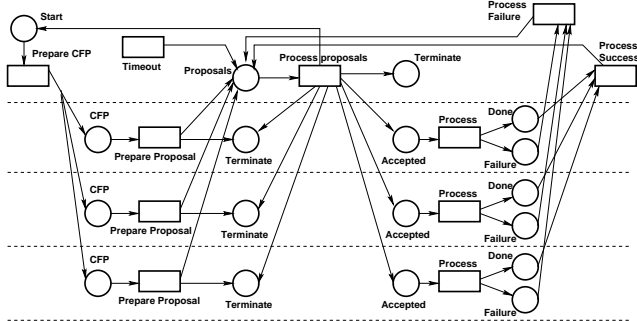 Start
Process
Failure
Prepare CFP
Timeout
Proposals
Process proposals
Terminate
Process
Success
CFP
Prepare Proposal
Terminate
Accepted
Process
Done
Failure
CFP
Prepare Proposal
Terminate
Accepted
Process
Done
Failure
CFP
Prepare Proposal
Terminate
Accepted
Process
Done
Failure